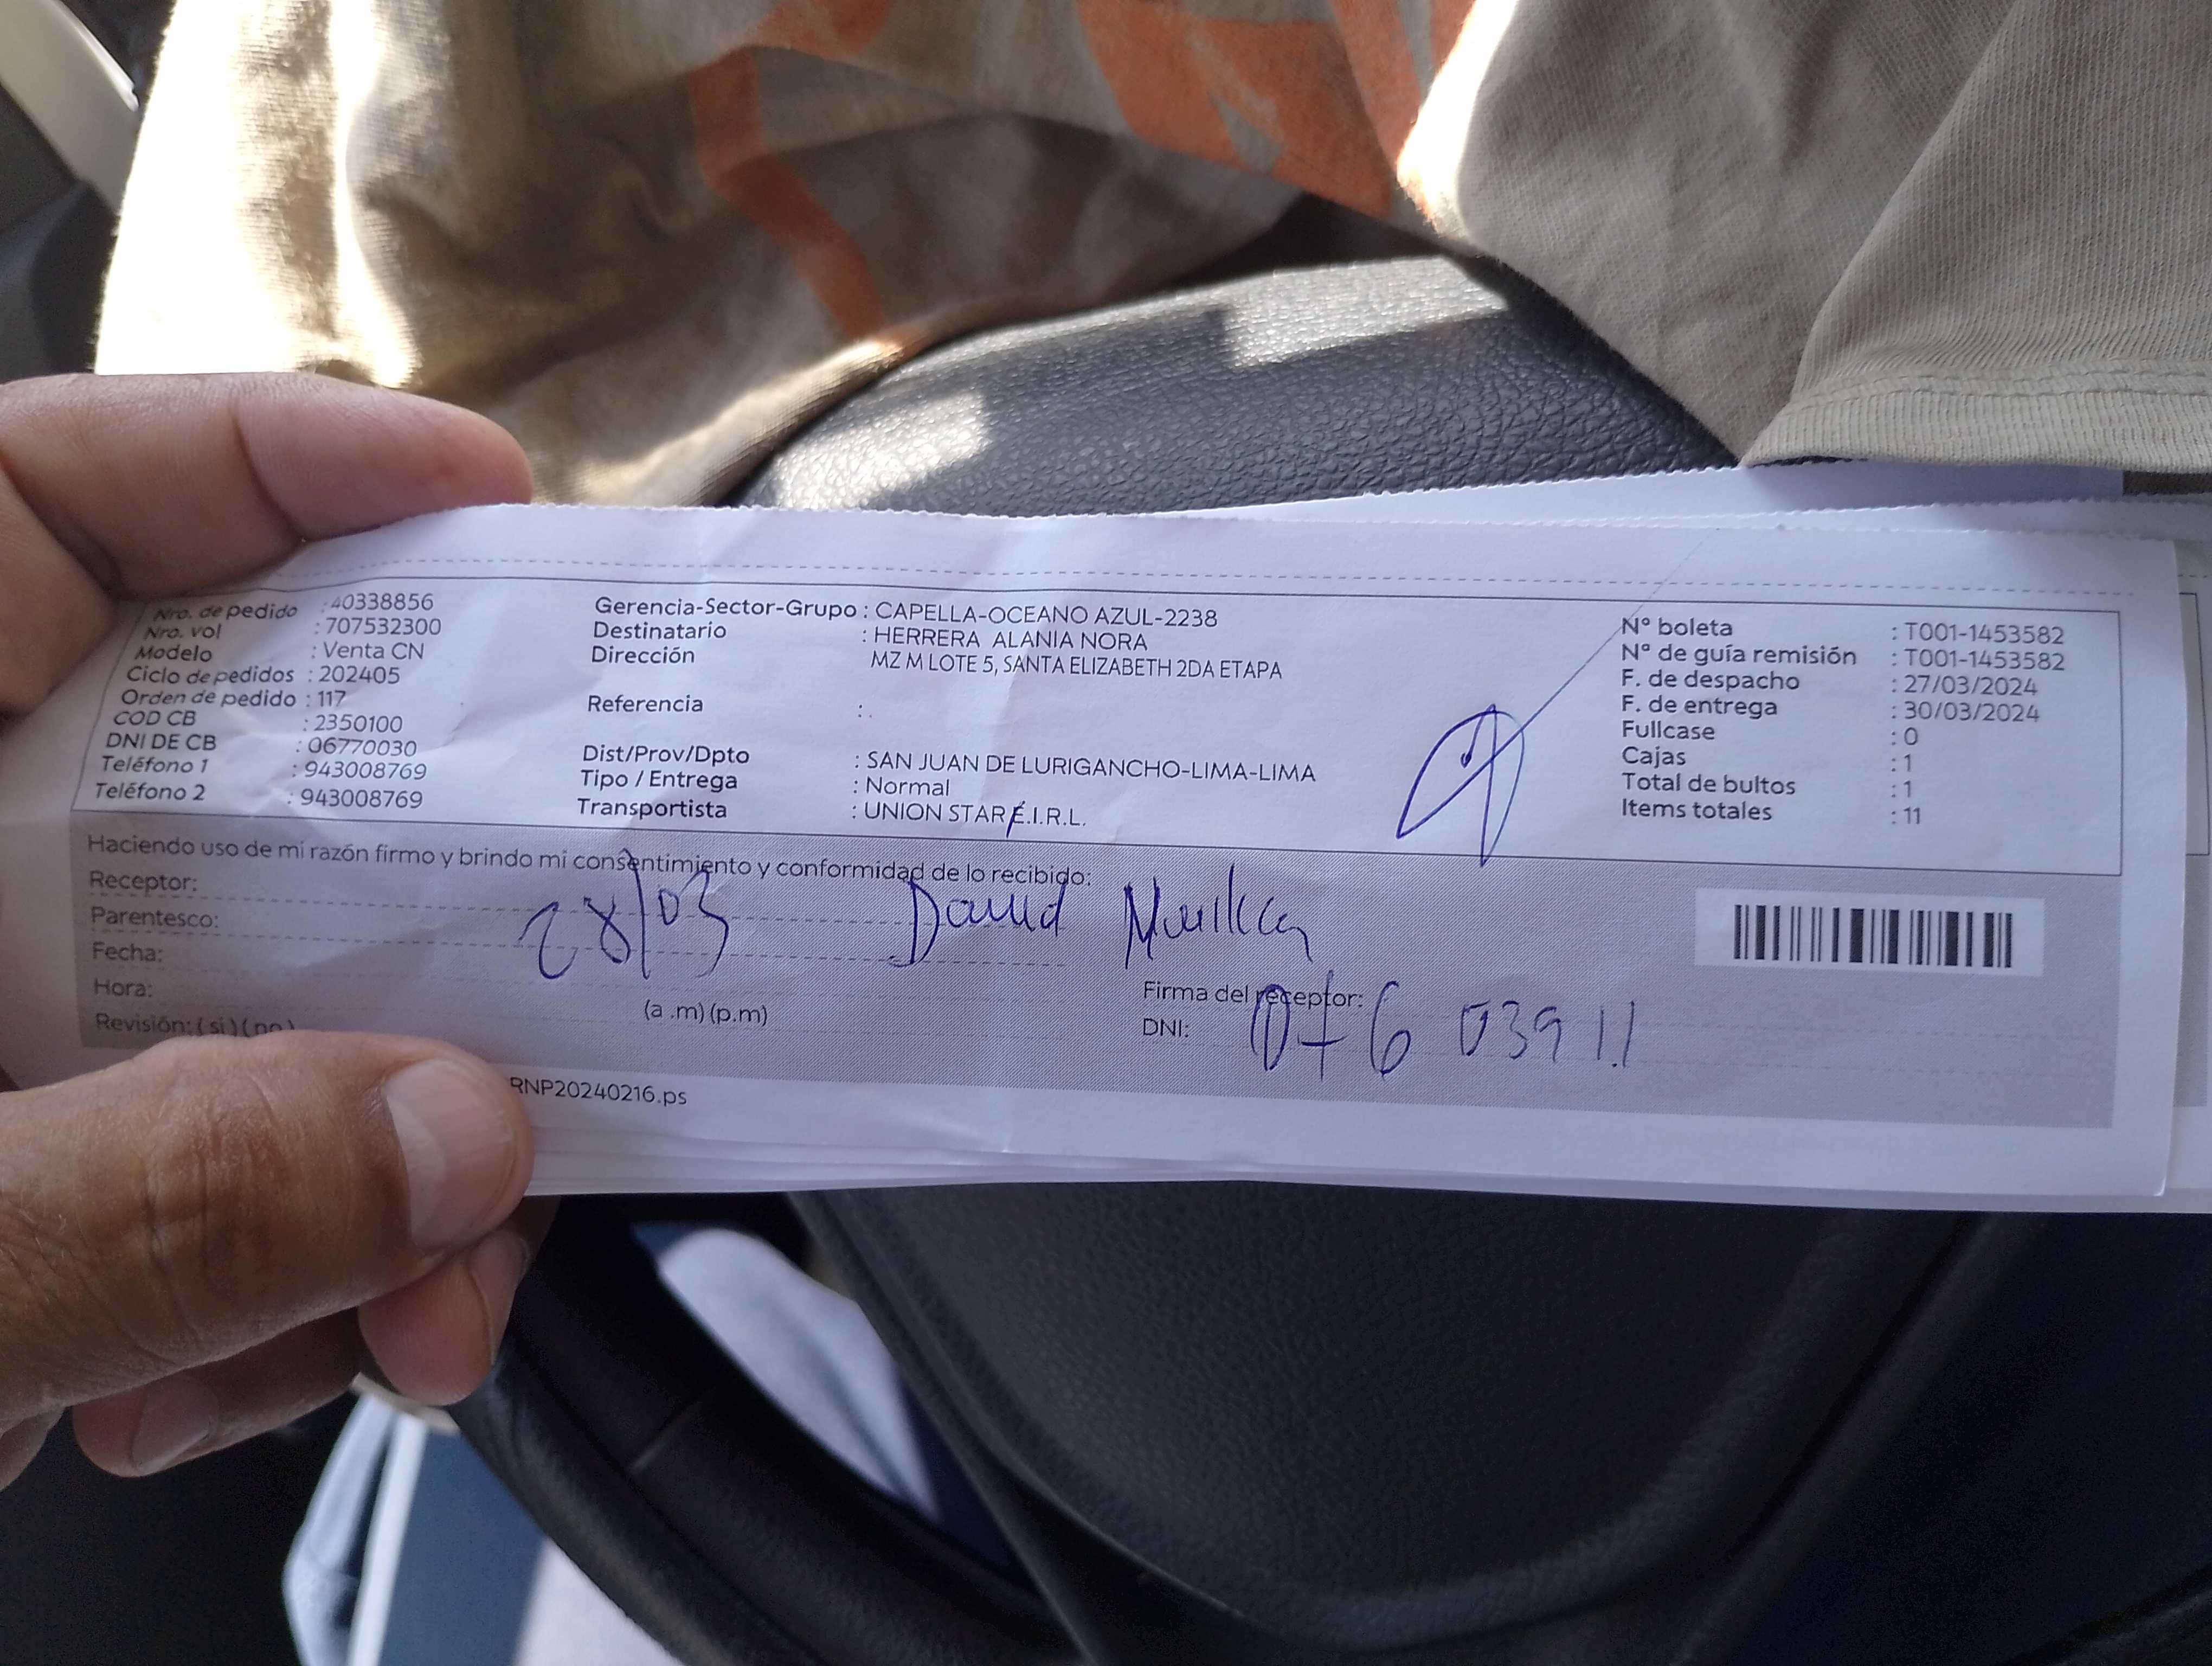 Nro. de pedido :40338856
Nro. vol : 707532300
Modelo : Venta CN
Ciclo de pedidos : 202405
Orden de pedido : 117
COD CB : 2350100
DNI DE CB : 06770030
Teléfono 1 : 943008769
Teléfono 2 : 943008769
Gerencia-Sector-Grupo : CAPELLA-OCEANO AZUL-2238
Destinatario : HERRERA ALANIA NORA
Dirección MZ M LOTE 5, SANTA ELIZABETH 2DA ETAPA
Referencia : .
Dist/Prov/Dpto : SAN JUAN DE LURIGANCHO-LIMA-LIMA
Tipo / Entrega : Normal
Transportista : UNION STAR E.I.R.L.
N° boleta : T001-1453582
N° de guía remisión : T001-1453582
F. de despacho : 27/03/2024
F. de entrega : 30/03/2024
Fullcase : 0
Cajas : 1
Total de bultos : 1
Items totales : 11
Haciendo uso de mi razón firmo y brindo mi consentimiento y conformidad de lo recibido:
Receptor:
Parentesco:
28/03 David
Fecha:
Hora: (a .m) (p.m)
Firma del receptor:
Revisión: ( si ) ( no )
DNI: 076 03911
RNP20240216.ps